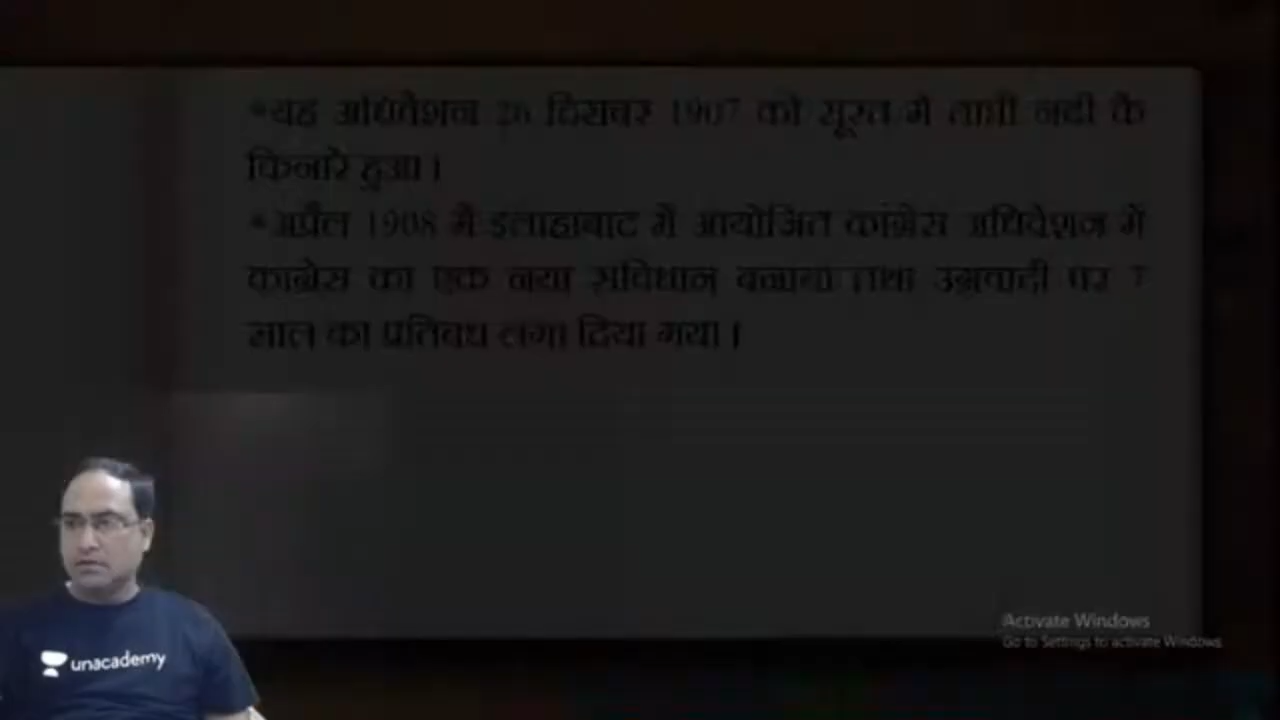 *यह अधिवेशन 26 दिसंबर 1907 को सूरत में ताप्ती नदी के
किनारे हुआ।
*अप्रैल 1908 में इलाहाबाद में आयोजित कांग्रेस अधिवेशन में
कांग्रेस का एक नया संविधान बनाया तथा उग्रवादी पर 7
साल का प्रतिबंध लगा दिया गया।
unacademy
Activate Windows
Go to Settings to activate Windows.